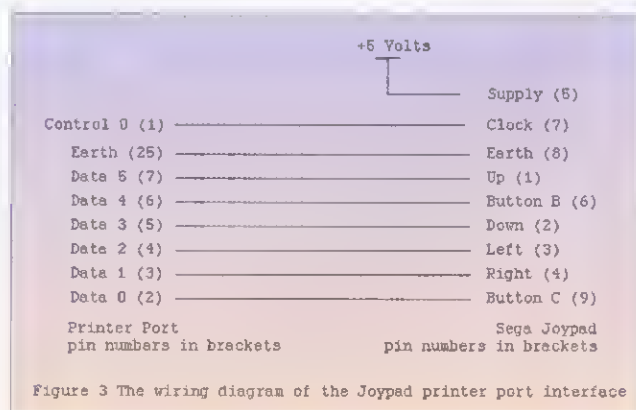 +5 Volts
Supply (5)
Control 0 (1) Clock (7)
Earth (25) Earth (8)
Data 5 (7) Up (1)
Data 4 (6) Button B (6)
Data 3 (5) Down (2)
Data 2 (4) Left (3)
Data 1 (3) Right (4)
Data 0 (2) Button C (9)
Printer Port Sega Joypad
pin numbers in brackets pin numbers in brackets
Figure 3 The wiring diagram of the Joypad printer port interface